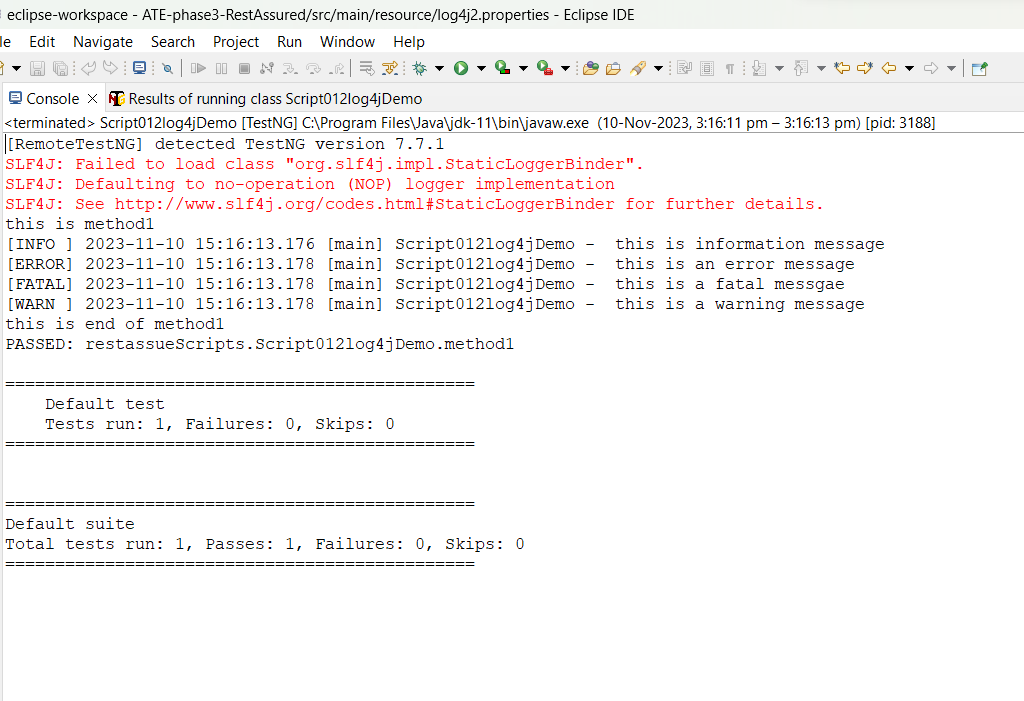 eclipse-workspace - ATE-phase3-RestAssured/src/main/resource/log4j2.properties - Eclipse IDE
le Edit Navigate Search Project Run Window Help
Console Results of running class Script012log4jDemo
<terminated> Script012log4jDemo [TestNG] C:\Program Files\Java\jdk-11\bin\javaw.exe (10-Nov-2023, 3:16:11 pm – 3:16:13 pm) [pid: 3188]
[RemoteTestNG] detected TestNG version 7.7.1
SLF4J: Failed to load class "org.slf4j.impl.StaticLoggerBinder".
SLF4J: Defaulting to no-operation (NOP) logger implementation
SLF4J: See http://www.slf4j.org/codes.html#StaticLoggerBinder for further details.
this is method1
[INFO ] 2023-11-10 15:16:13.176 [main] Script012log4jDemo -  this is information message
[ERROR] 2023-11-10 15:16:13.178 [main] Script012log4jDemo -  this is an error message
[FATAL] 2023-11-10 15:16:13.178 [main] Script012log4jDemo -  this is a fatal messgae
[WARN ] 2023-11-10 15:16:13.178 [main] Script012log4jDemo -  this is a warning message
this is end of method1
PASSED: restassueScripts.Script012log4jDemo.method1
===============================================
    Default test
    Tests run: 1, Failures: 0, Skips: 0
===============================================
===============================================
Default suite
Total tests run: 1, Passes: 1, Failures: 0, Skips: 0
===============================================